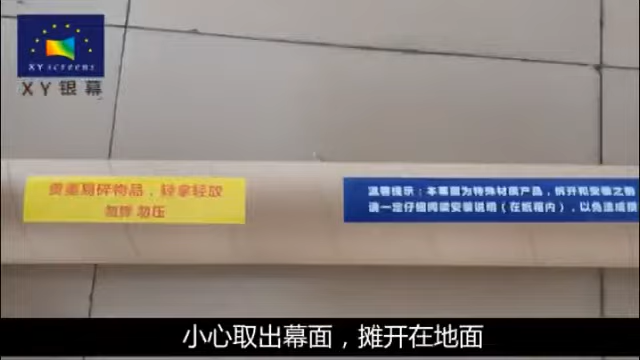 XY SCREENS
XY银幕
贵重易碎物品，轻拿轻放
勿摔 勿压
温馨提示：本幕面为特殊材质产品，拆开和安装之前
请一定仔细阅读安装说明（在纸箱内），以免造成损
小心取出幕面，摊开在地面